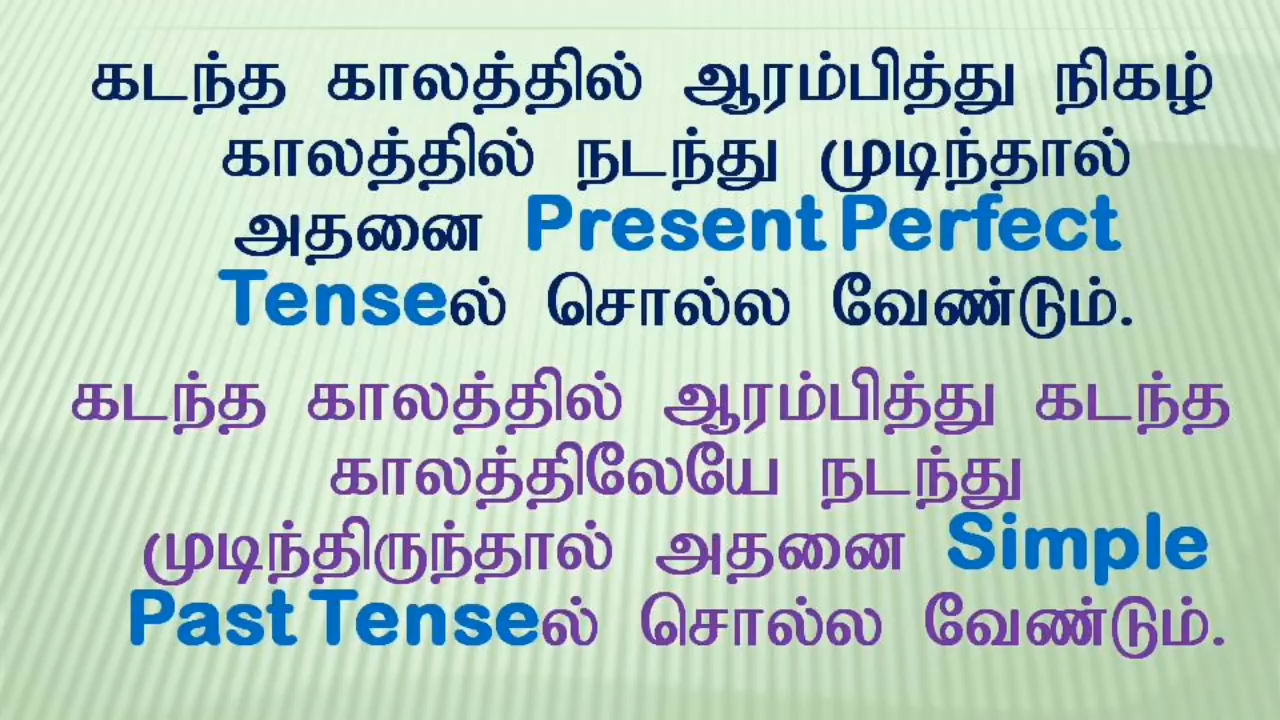 கடந்த காலத்தில் ஆரம்பித்து நிகழ்
காலத்தில் நடந்து முடிந்தால்
அதனை Present Perfect
Tenseல் சொல்ல வேண்டும்.
கடந்த காலத்தில் ஆரம்பித்து கடந்த
காலத்திலேயே நடந்து
முடிந்திருந்தால் அதனை Simple
Past Tenseல் சொல்ல வேண்டும்.